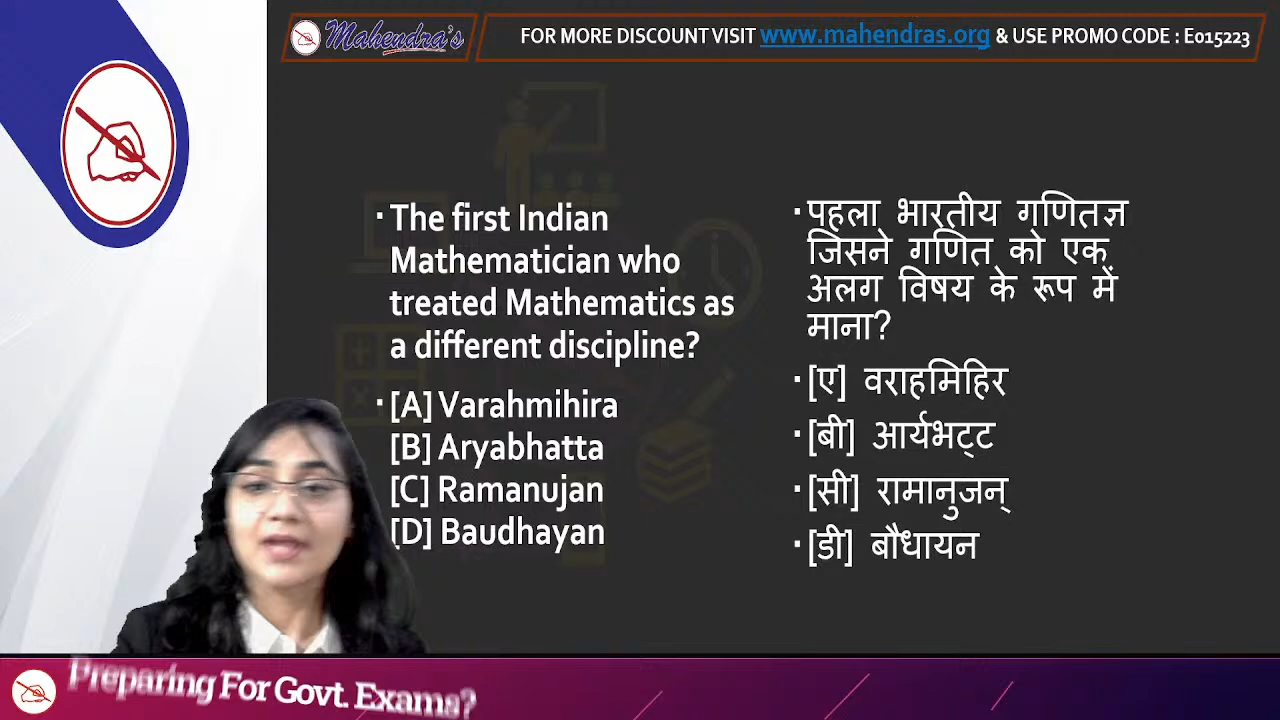 Mahendra's
FOR MORE DISCOUNT VISIT www.mahendras.org & USE PROMO CODE : E015223
· The first Indian
Mathematician who
treated Mathematics as
a different discipline?
· [A] Varahmihira
[B] Aryabhatta
[C] Ramanujan
[D] Baudhayan
· पहला भारतीय गणितज्ञ
जिसने गणित को एक
अलग विषय के रूप में
माना?
· [ए] वराहमिहिर
· [बी] आर्यभट्ट
· [सी] रामानुजन्
· [डी] बौधायन
Preparing For Govt. Exams?